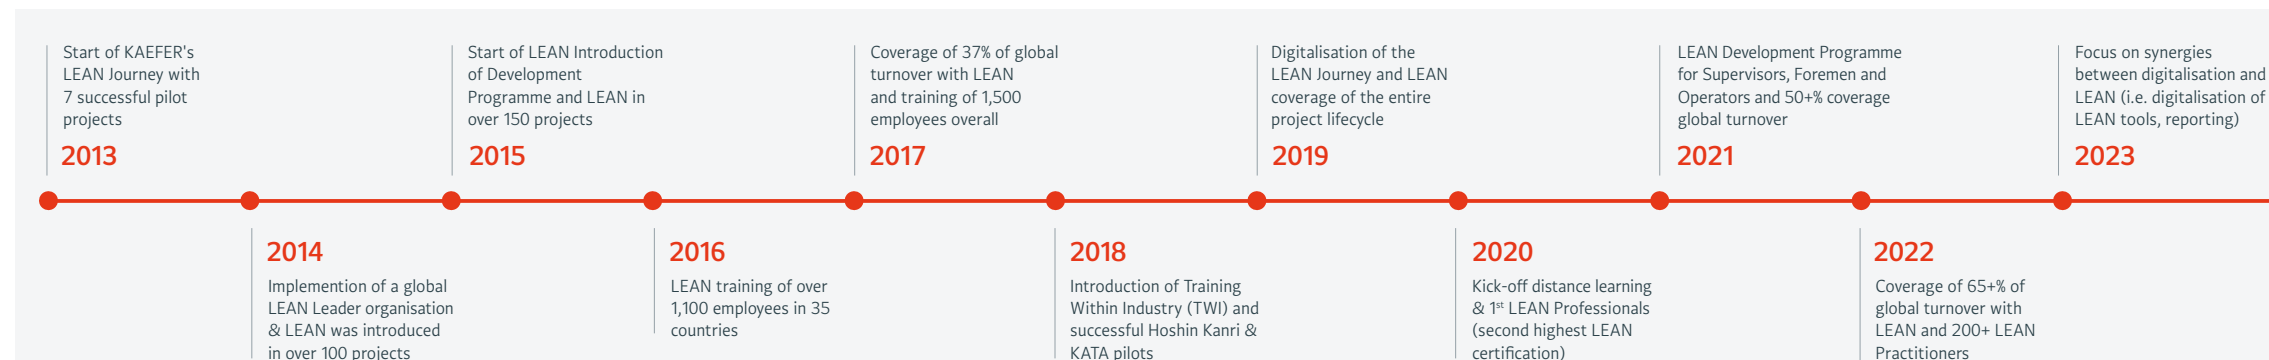 Start of KAEFER's
LEAN Journey with
7 successful pilot
projects
2013
2014
Implemention of a global
LEAN Leader organisation
& LEAN was introduced
in over 100 projects
Start of LEAN Introduction
of Development
Programme and LEAN in
over 150 projects
2015
2016
LEAN training of over
1,100 employees in 35
countries
Coverage of 37% of global
turnover with LEAN
and training of 1,500
employees overall
2017
2018
Introduction of Training
Within Industry (TWI) and
successful Hoshin Kanri &
KATA pilots
Digitalisation of the
LEAN Journey and LEAN
coverage of the entire
project lifecycle
2019
2020
Kick-off distance learning
& 1st LEAN Professionals
(second highest LEAN
certification)
LEAN Development Programme
for Supervisors, Foremen and
Operators and 50+% coverage
global turnover
2021
2022
Coverage of 65+% of
global turnover with
LEAN and 200+ LEAN
Practitioners
Focus on synergies
between digitalisation and
LEAN (i.e. digitalisation of
LEAN tools, reporting)
2023